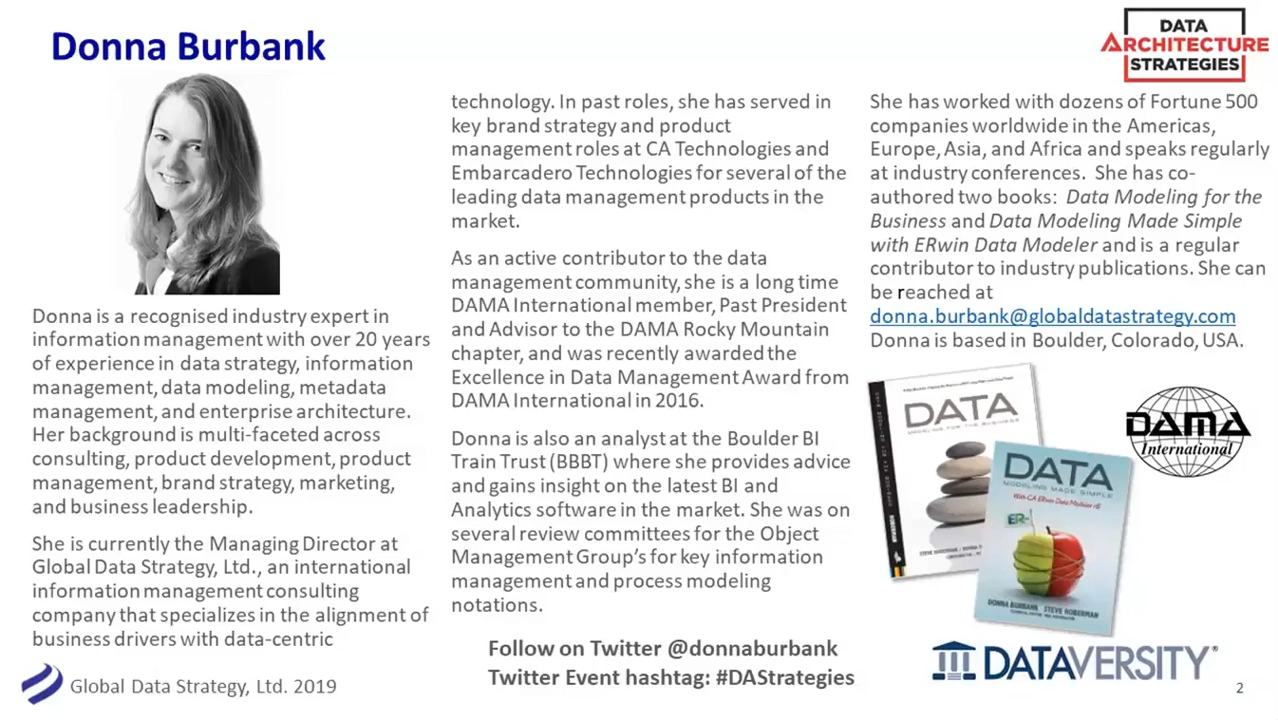 Donna Burbank
DATA
ARCHITECTURE
STRATEGIES
Donna is a recognised industry expert in
information management with over 20 years
of experience in data strategy, information
management, data modeling, metadata
management, and enterprise architecture.
Her background is multi-faceted across
consulting, product development, product
management, brand strategy, marketing,
and business leadership.
She is currently the Managing Director at
Global Data Strategy, Ltd., an international
information management consulting
company that specializes in the alignment of
business drivers with data-centric
technology. In past roles, she has served in
key brand strategy and product
management roles at CA Technologies and
Embarcadero Technologies for several of the
leading data management products in the
market.
As an active contributor to the data
management community, she is a long time
DAMA International member, Past President
and Advisor to the DAMA Rocky Mountain
chapter, and was recently awarded the
Excellence in Data Management Award from
DAMA International in 2016.
Donna is also an analyst at the Boulder BI
Train Trust (BBBT) where she provides advice
and gains insight on the latest BI and
Analytics software in the market. She was on
several review committees for the Object
Management Group's for key information
management and process modeling
notations.
Follow on Twitter @donnaburbank
Twitter Event hashtag: #DAStrategies
She has worked with dozens of Fortune 500
companies worldwide in the Americas,
Europe, Asia, and Africa and speaks regularly
at industry conferences. She has co-
authored two books: Data Modeling for the
Business and Data Modeling Made Simple
with ERwin Data Modeler and is a regular
contributor to industry publications. She can
be reached at
donna.burbank@globaldatastrategy.com
Donna is based in Boulder, Colorado, USA.
DATA
MODELING FOR THE BUSINESS
DATA
MODELING MADE SIMPLE
With CA ERwin Data Modeler r8
DONNA BURBANK STEVE HOBERMAN
DAMA
International
DATAVERSITY
Global Data Strategy, Ltd. 2019
2